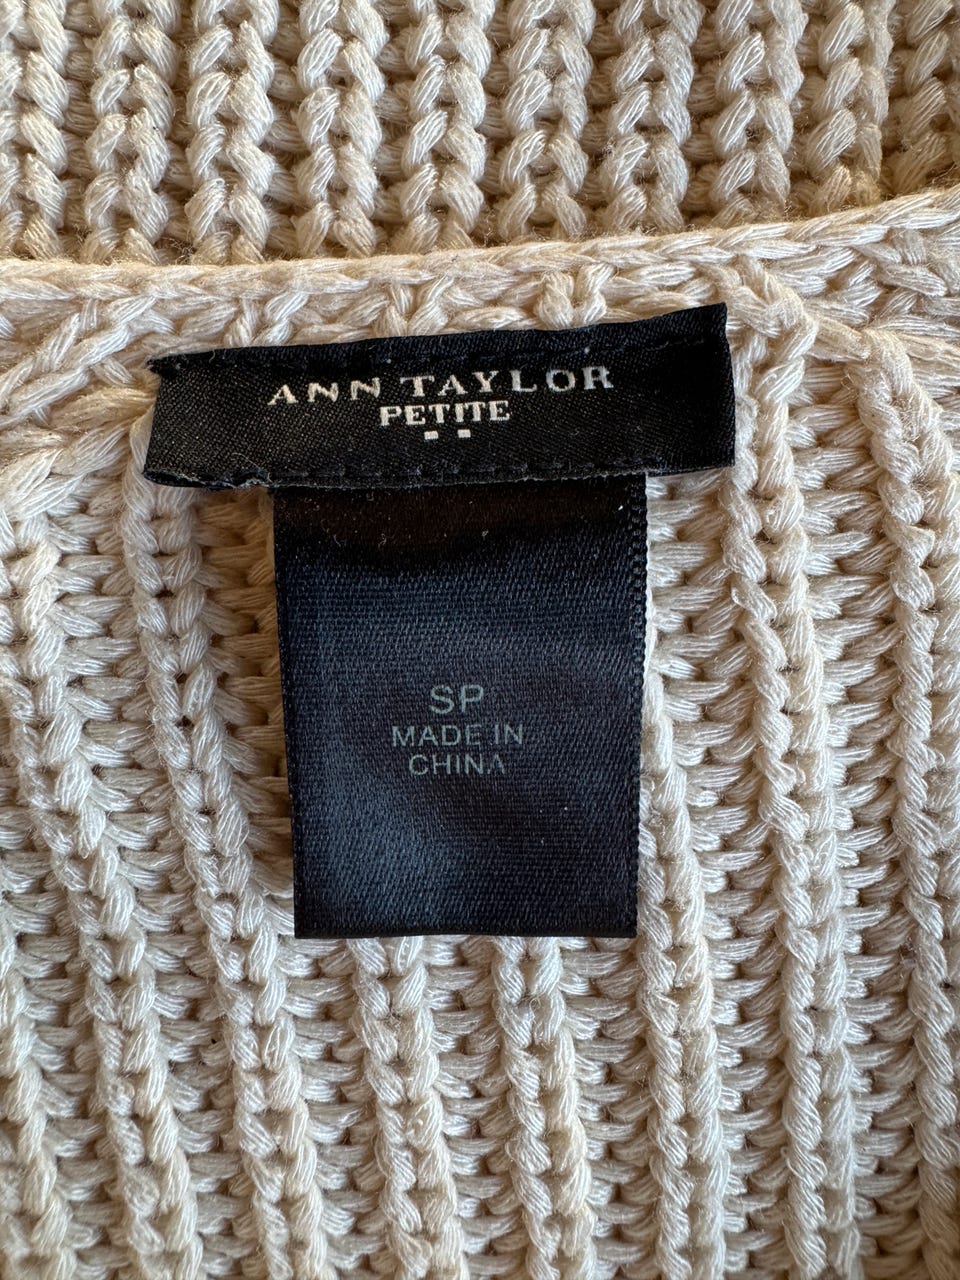 ANN TAYLOR
PETITE
SP
MADE IN
CHINA